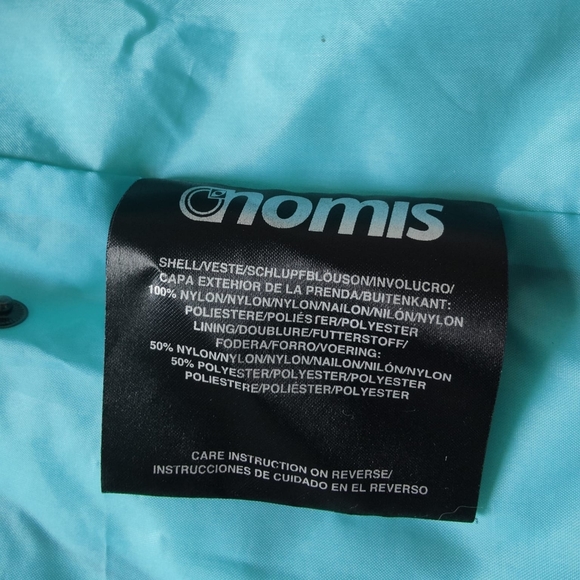 nomis
SHELL/VESTE/SCHLUPFBLOUSON/INVOLUCRO/
CAPA EXTERIOR DE LA PRENDA/BUITENKANT:
100% NYLON/NYLON/NYLON/NAILON/NILÓN/NYLON
POLIESTERE/POLIÉSTER/POLYESTER
LINING/DOUBLURE/FUTTERSTOFF/
FODERA/FORRO/VOERING:
50% NYLON/NYLON/NYLON/NAILON/NILÓN/NYLON
50% POLYESTER/POLYESTER/POLYESTER
POLIESTERE/POLIÉSTER/POLYESTER
CARE INSTRUCTION ON REVERSE/
INSTRUCCIONES DE CUIDADO EN EL REVERSO